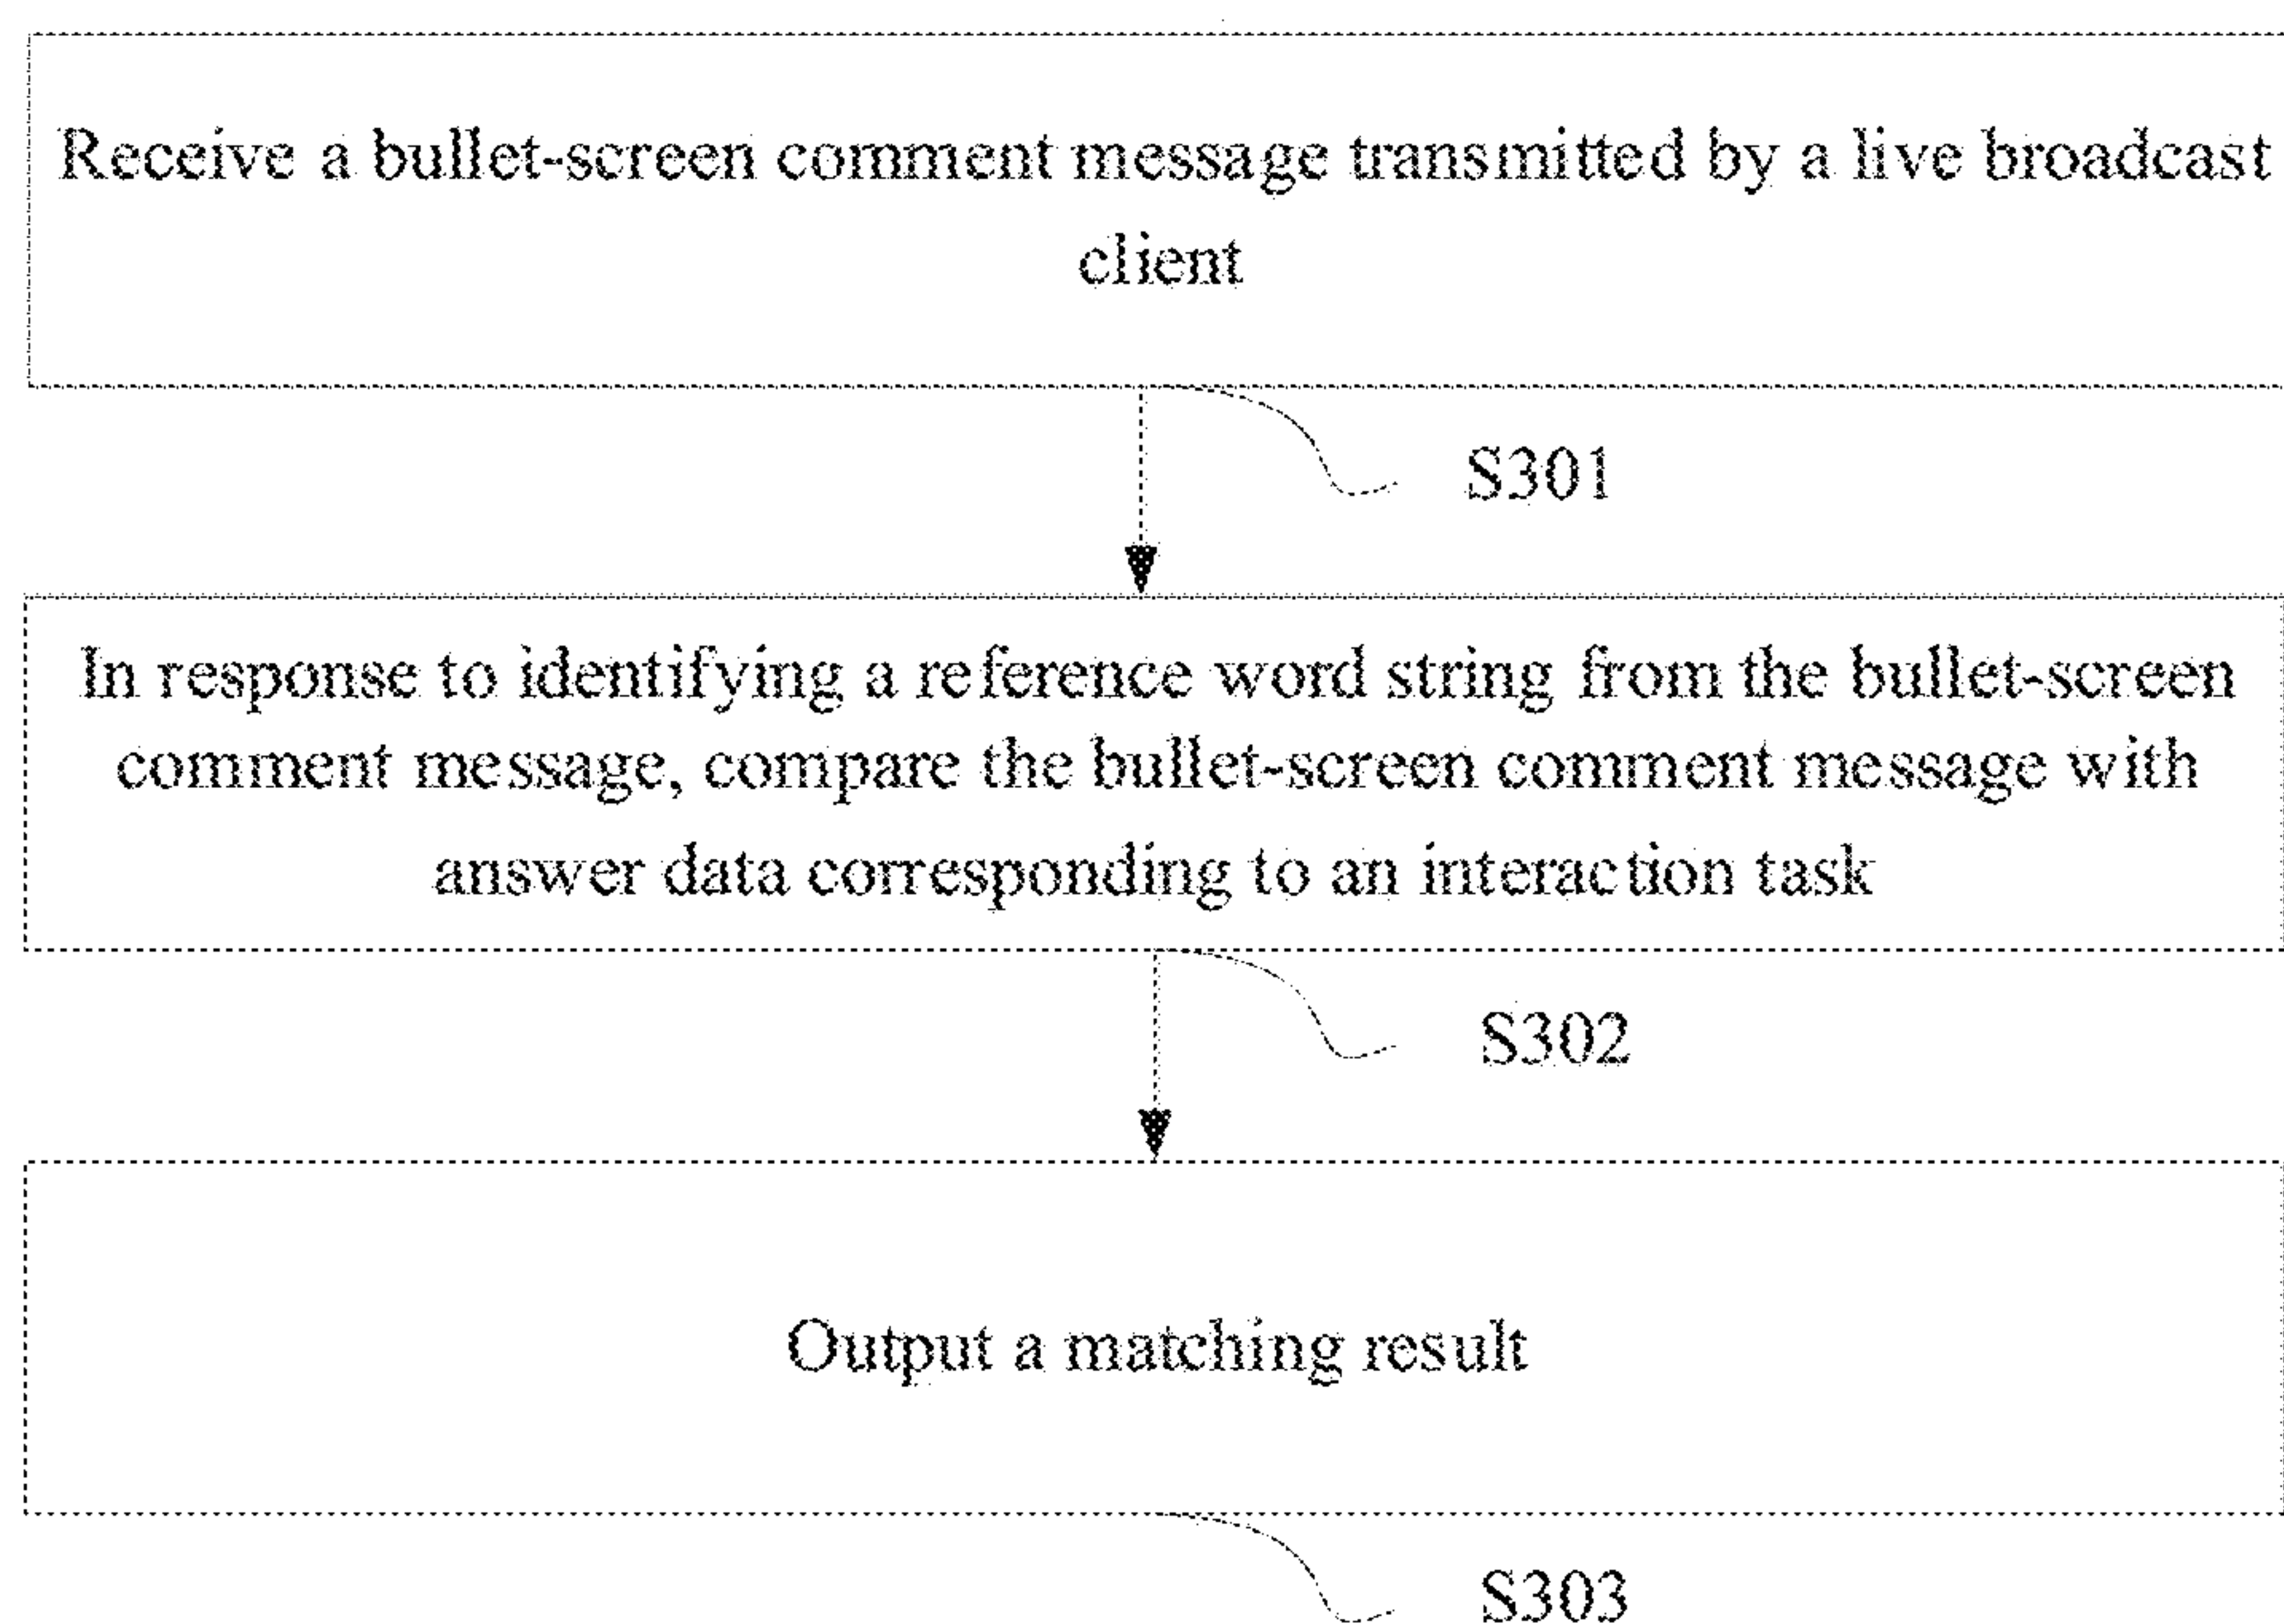 Receive a bullet-screen comment message transmitted by a live broadcast
client
S301
In response to identifying a reference word string from the bullet-screen
comment message, compare the bullet-screen comment message with
answer data corresponding to an interaction task
S302
Output a matching result
S303